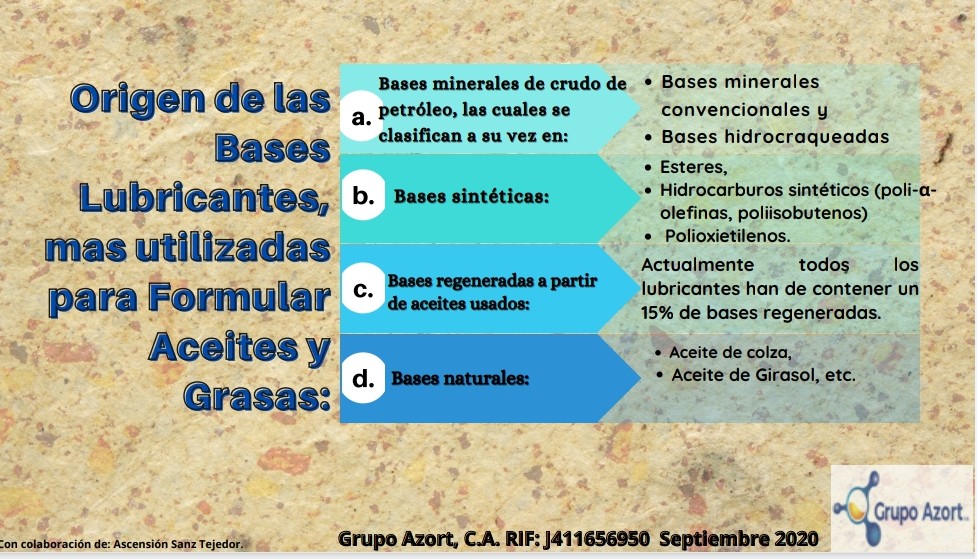 Origen de las
Bases
Lubricantes,
mas utilizadas
para Formular
Aceites y
Grasas:
a.
Bases minerales de crudo de
petróleo, las cuales se
clasifican a su vez en:
• Bases minerales
convencionales y
• Bases hidrocraqueadas
b.
Bases sintéticas:
• Esteres,
• Hidrocarburos sintéticos (poli-α-
olefinas, poliisobutenos)
• Polioxietilenos.
c.
Bases regeneradas a partir
de aceites usados:
Actualmente todos los
lubricantes han de contener un
15% de bases regeneradas.
d.
Bases naturales:
• Aceite de colza,
• Aceite de Girasol, etc.
Con colaboración de: Ascensión Sanz Tejedor.
Grupo Azort, C.A. RIF: J411656950 Septiembre 2020
Grupo Azort